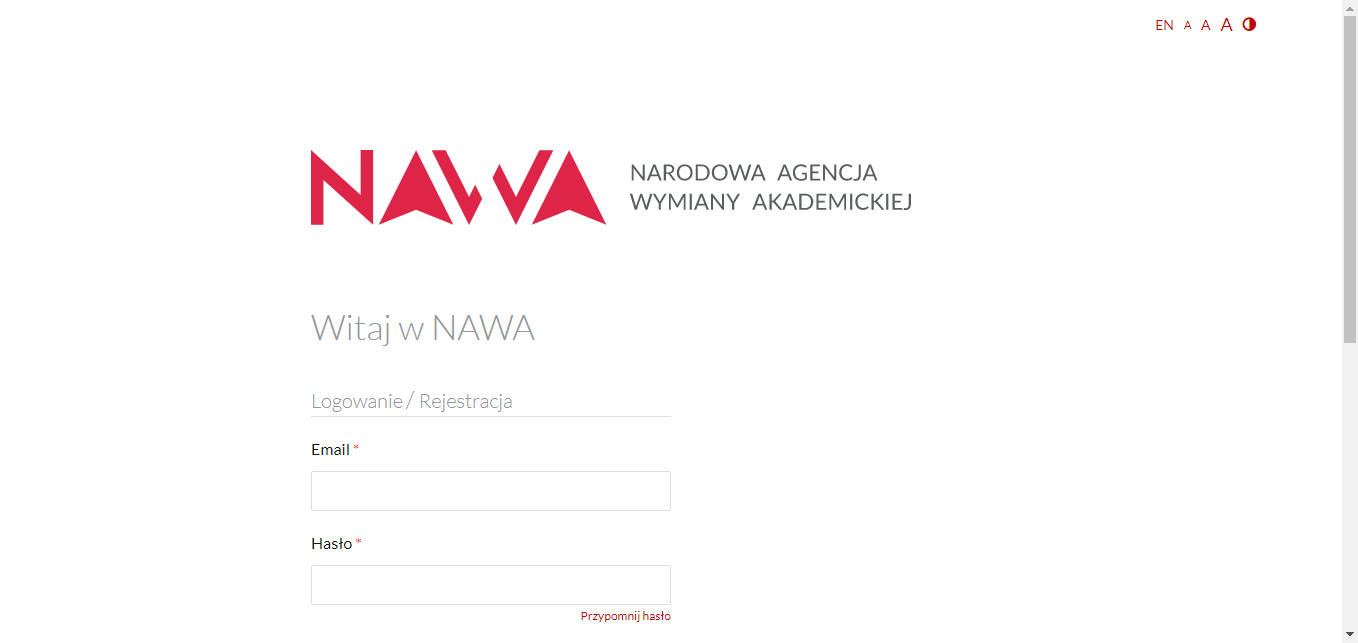 EN A A A
NAWA
NARODOWA AGENCJA
WYMIANY AKADEMICKIEJ
Witaj w NAWA
Logowanie / Rejestracja
Email *
Hasło *
Przypomnij hasło